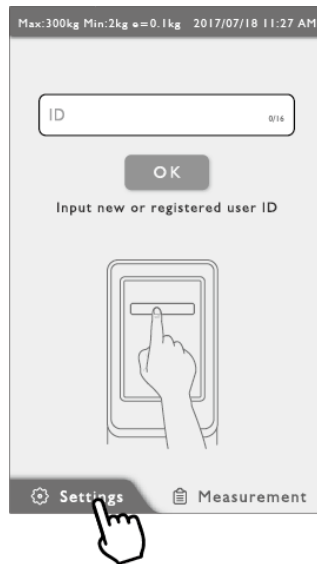 Max:300kg Min:2kg e=0.1kg 2017/07/18 11:27 AM
ID 0/16
OK
Input new or registered user ID
Settings Measurement